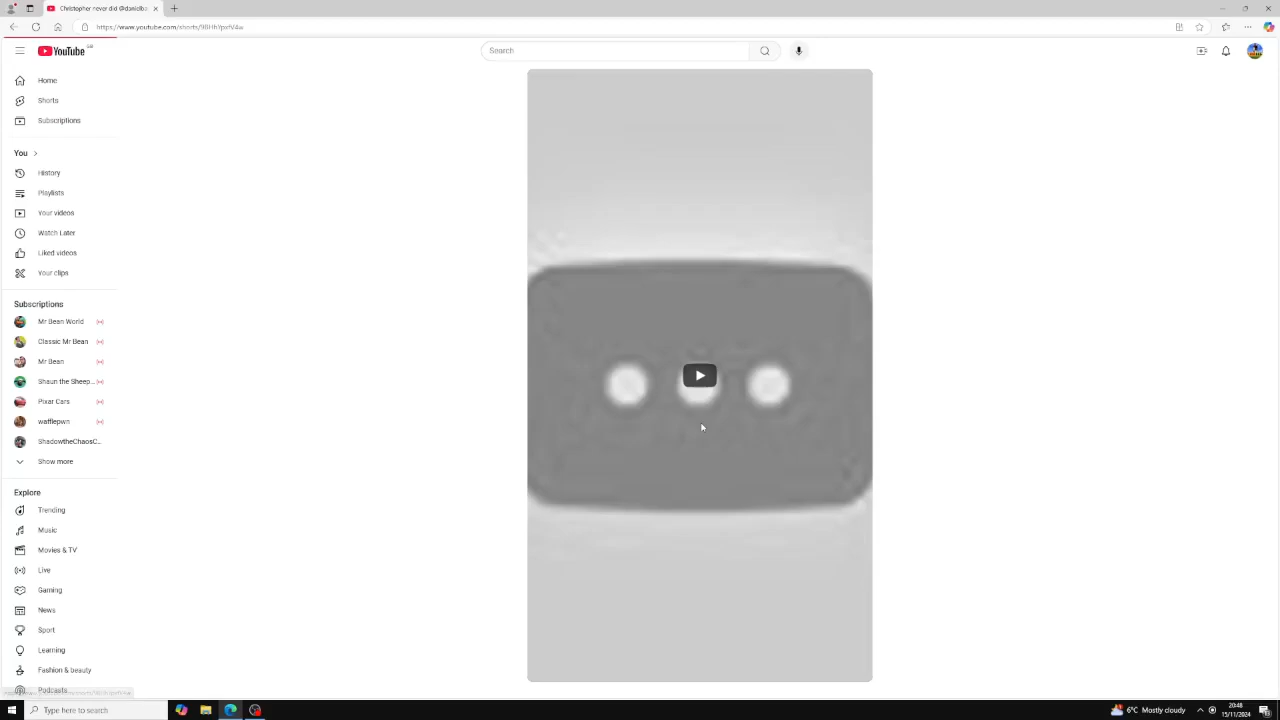 Christopher never did @danielba
https://www.youtube.com/shorts/
YouTube GB
Search
Home
Shorts
Subscriptions
You
History
Playlists
Your videos
Watch Later
Liked videos
Your clips
Subscriptions
Mr Bean World
Classic Mr Bean
Mr Bean
Shaun the Sheep...
Pixar Cars
wafflepwn
ShadowtheChaosC...
Show more
Explore
Trending
Music
Movies & TV
Live
Gaming
News
Sport
Learning
Fashion & beauty
Podcasts
Type here to search
6°C Mostly cloudy
20:48
15/11/2024